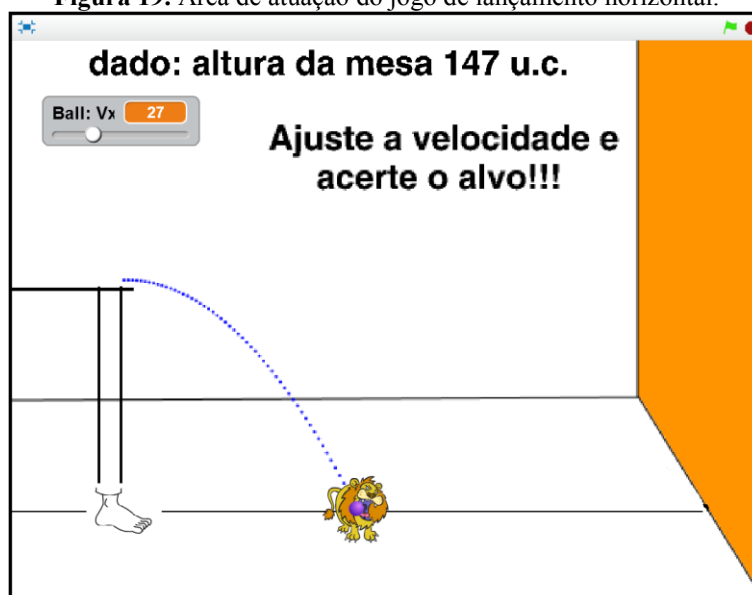 Figura 19: Área de atuação do jogo de lançamento horizontal.
dado: altura da mesa 147 u.c.
Ball: Vx 27
Ajuste a velocidade e
acerte o alvo!!!